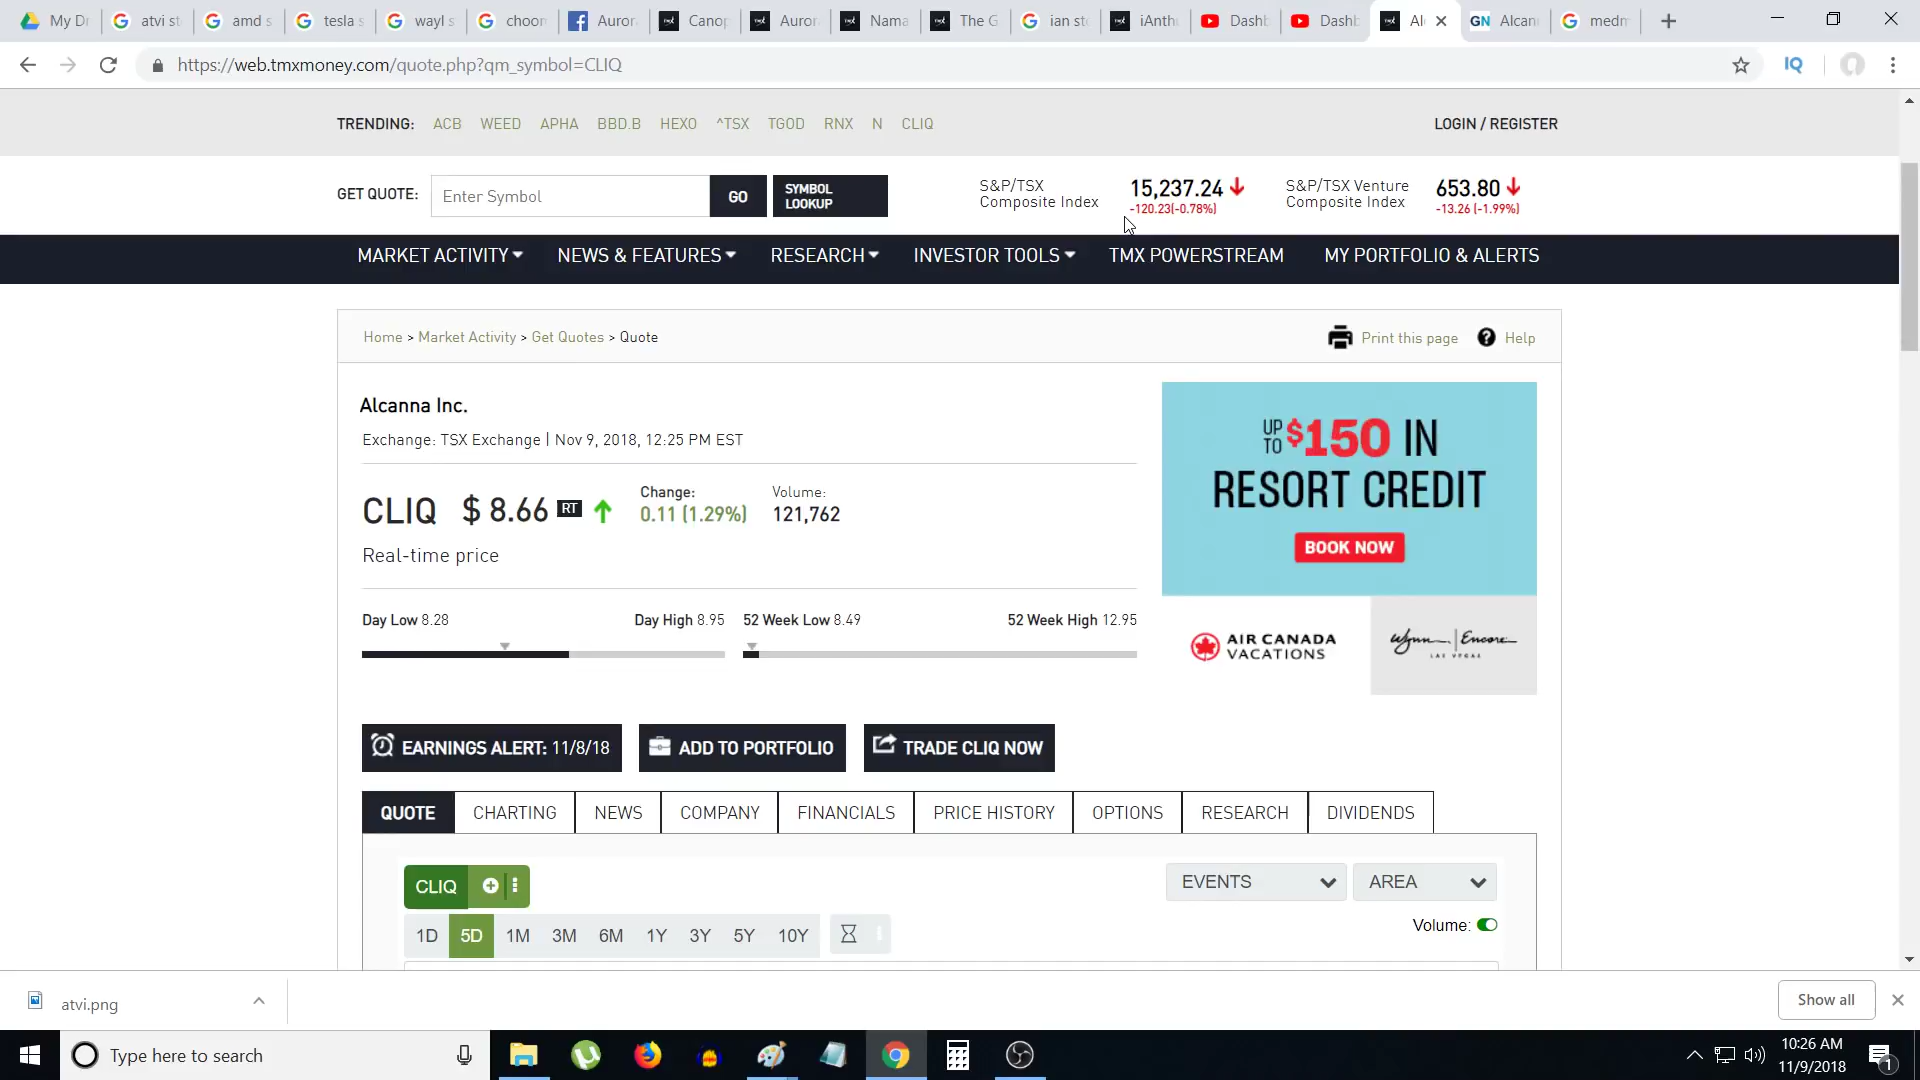 My Dr
atvi st
amd s
tesla s
wayl s
choom
Auror
Canop
Auror
Nama
The G
ian sto
iAnth
Dashb
Dashb
Al
GN Alcan
medm
https://web.tmxmoney.com/quote.php?qm_symbol=CLIQ
IQ
TRENDING: ACB WEED APHA BBD.B HEXO ^TSX TGOD RNX N CLIQ
LOGIN / REGISTER
GET QUOTE:
Enter Symbol
GO
SYMBOL
LOOKUP
S&P/TSX
Composite Index
15,237.24
-120.23(-0.78%)
S&P/TSX Venture
Composite Index
653.80
-13.26 (-1.99%)
MARKET ACTIVITY
NEWS & FEATURES
RESEARCH
INVESTOR TOOLS
TMX POWERSTREAM
MY PORTFOLIO & ALERTS
Home > Market Activity > Get Quotes > Quote
Print this page
Help
Alcanna Inc.
Exchange: TSX Exchange | Nov 9, 2018, 12:25 PM EST
CLIQ $ 8.66 RT
Change:
0.11 (1.29%)
Volume:
121,762
Real-time price
Day Low 8.28
Day High 8.95
52 Week Low 8.49
52 Week High 12.95
UP TO $150 IN
RESORT CREDIT
BOOK NOW
AIR CANADA
VACATIONS
Wynn | Encore
LAS VEGAS
EARNINGS ALERT: 11/8/18
ADD TO PORTFOLIO
TRADE CLIQ NOW
QUOTE
CHARTING
NEWS
COMPANY
FINANCIALS
PRICE HISTORY
OPTIONS
RESEARCH
DIVIDENDS
CLIQ
EVENTS
AREA
1D 5D 1M 3M 6M 1Y 3Y 5Y 10Y
Volume:
atvi.png
Show all
Type here to search
10:26 AM
11/9/2018
1